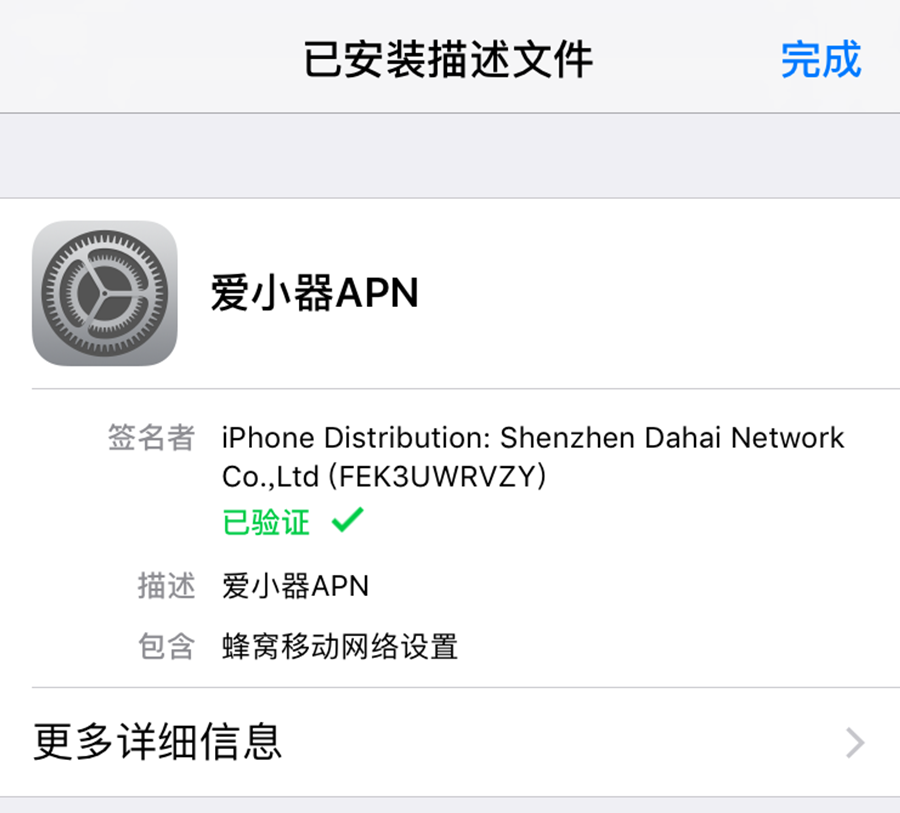 已安装描述文件 完成
爱小器APN
签名者 iPhone Distribution: Shenzhen Dahai Network
Co.,Ltd (FEK3UWRVZY)
已验证 ✓
描述 爱小器APN
包含 蜂窝移动网络设置
更多详细信息